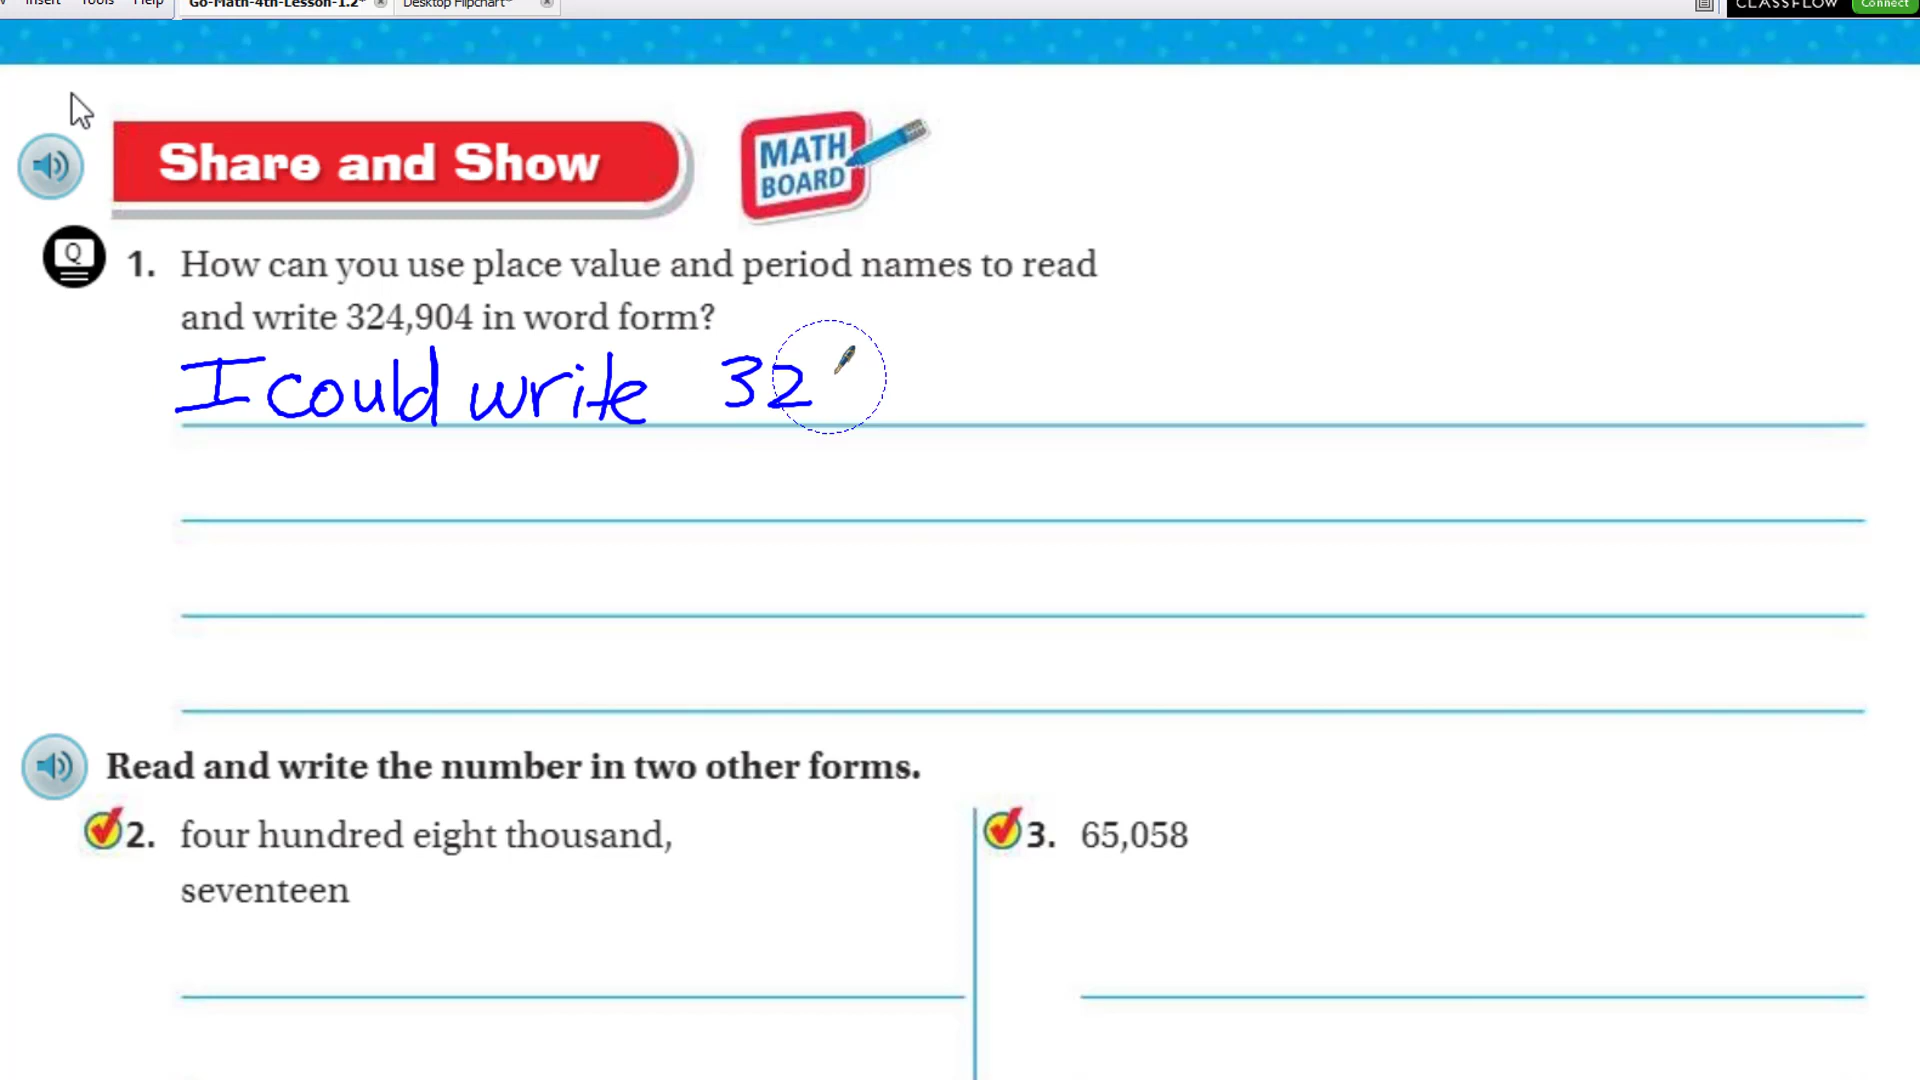 Insert Tools Help Go-Math-4th-Lesson-1.2* Desktop Flipchart* CLASSFLOW Connect
Share and Show
MATH
BOARD
Q
1. How can you use place value and period names to read
and write 324,904 in word form?
I could write 32
Read and write the number in two other forms.
2. four hundred eight thousand,
seventeen
3. 65,058